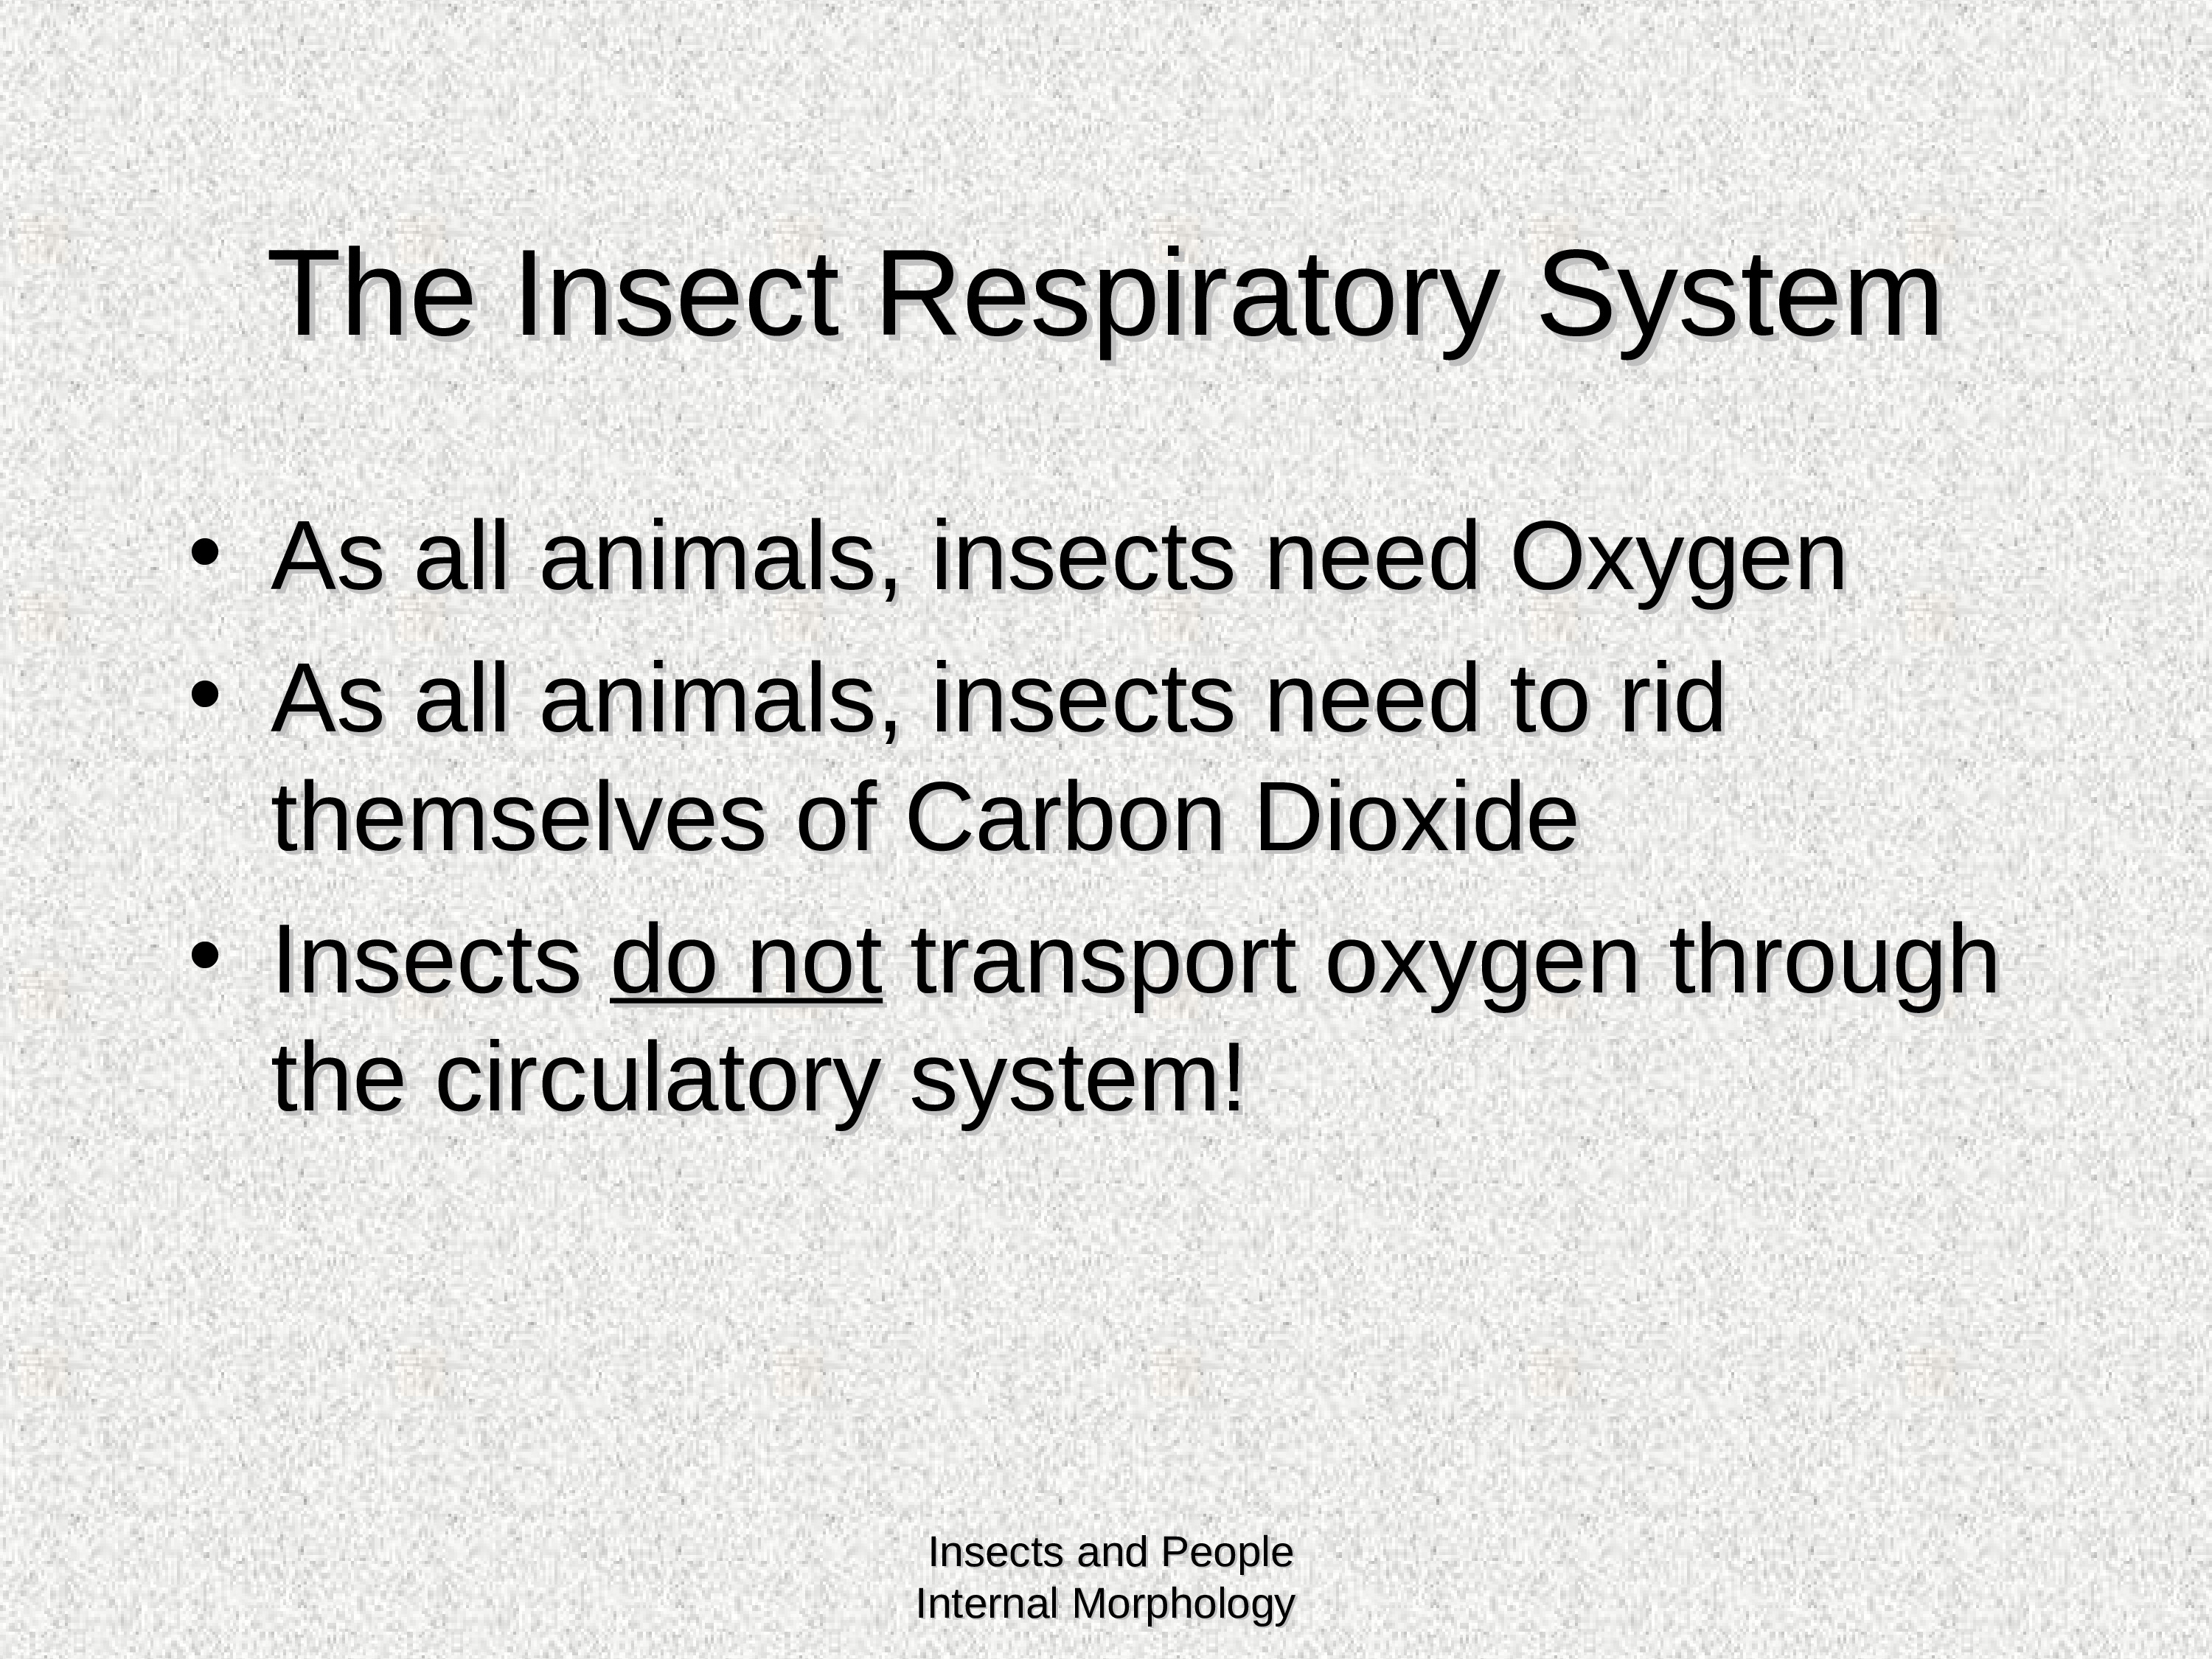 The Insect Respiratory System
• As all animals, insects need Oxygen
• As all animals, insects need to rid
themselves of Carbon Dioxide
• Insects do not transport oxygen through
the circulatory system!
Insects and People
Internal Morphology